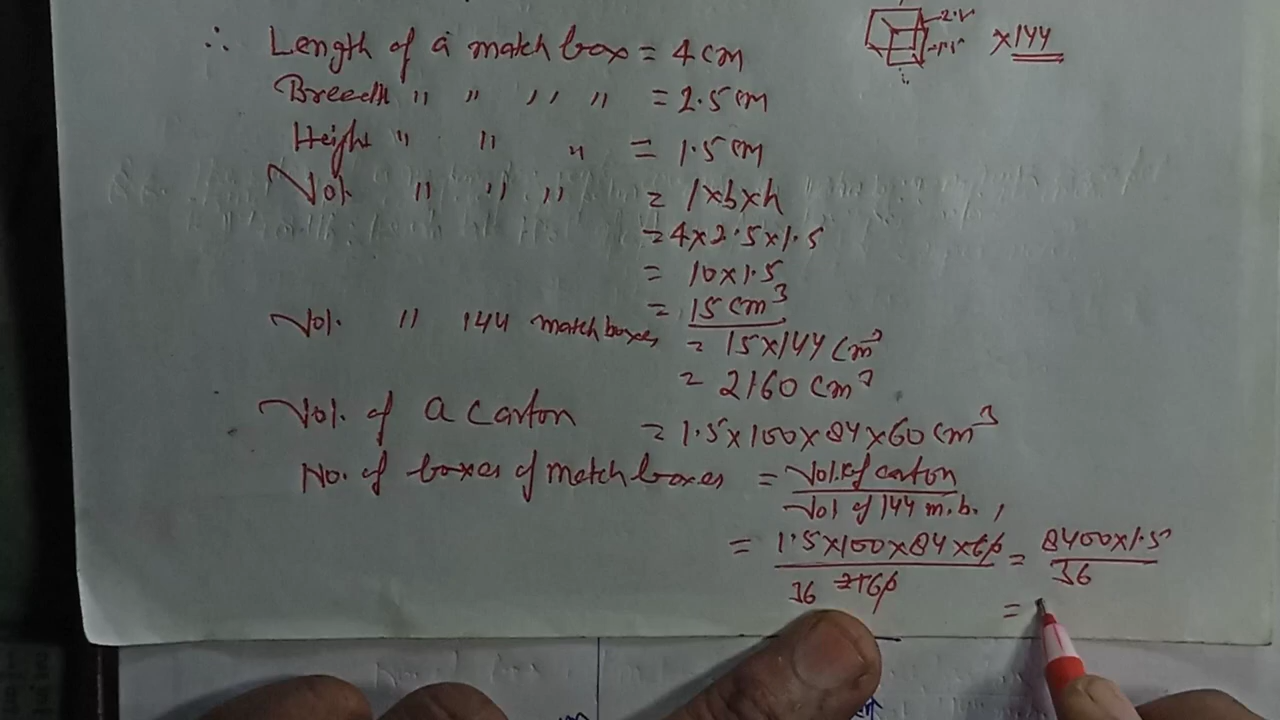 ∴ Length of a match box = 4 cm
×144
Breadth " " " " = 2.5 cm
Height " " " = 1.5 cm
Vol. " " " = l×b×h
= 4×2.5×1.5
= 10×1.5
= 15 cm³
Vol. " 144 match boxes = 15×144 cm³
= 2160 cm³
Vol. of a carton = 1.5×100×84×60 cm³
No. of boxes of match boxes = Vol. of carton / Vol of 144 m.b.
= 1.5×100×84×60 / 2160 36 = 8400×1.5 / 36
=